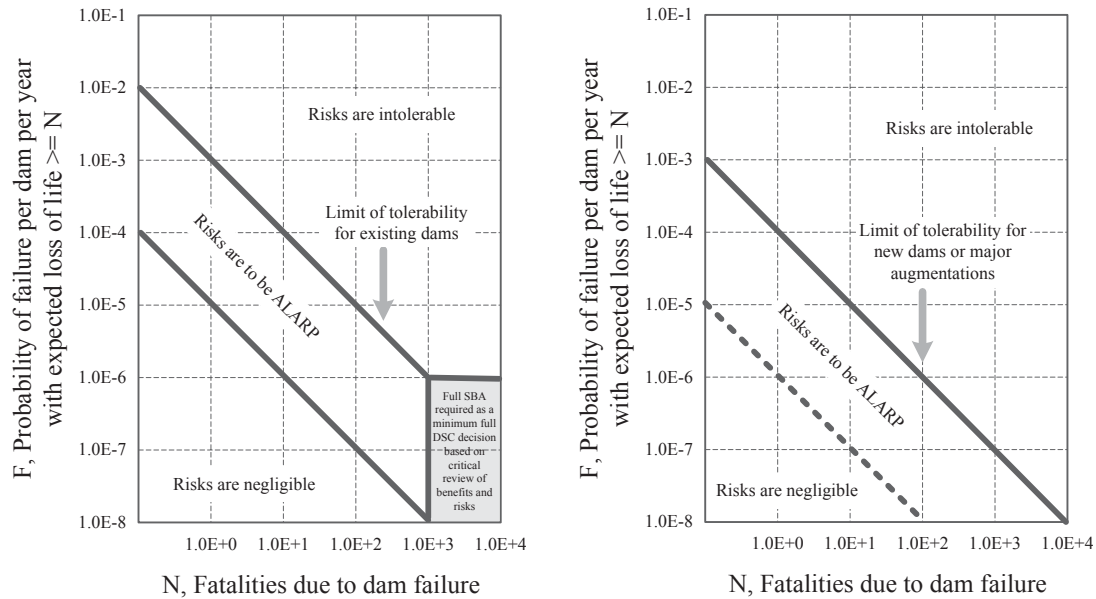 F, Probability of failure per dam per year
with expected loss of life >= N
1.0E-1
1.0E-2
1.0E-3
1.0E-4
1.0E-5
1.0E-6
1.0E-7
1.0E-8
Risks are intolerable
Limit of tolerability
for existing dams
Risks are to be ALARP
Full SBA
required as a
minimum full
DSC decision
based on
critical
review of
benefits and
risks
Risks are negligible
1.0E+0
1.0E+1
1.0E+2
1.0E+3
1.0E+4
N, Fatalities due to dam failure
F, Probability of failure per dam per year
with expected loss of life >= N
1.0E-1
1.0E-2
1.0E-3
1.0E-4
1.0E-5
1.0E-6
1.0E-7
1.0E-8
Risks are intolerable
Limit of tolerability for
new dams or major
augmentations
Risks are to be ALARP
Risks are negligible
1.0E+0
1.0E+1
1.0E+2
1.0E+3
1.0E+4
N, Fatalities due to dam failure